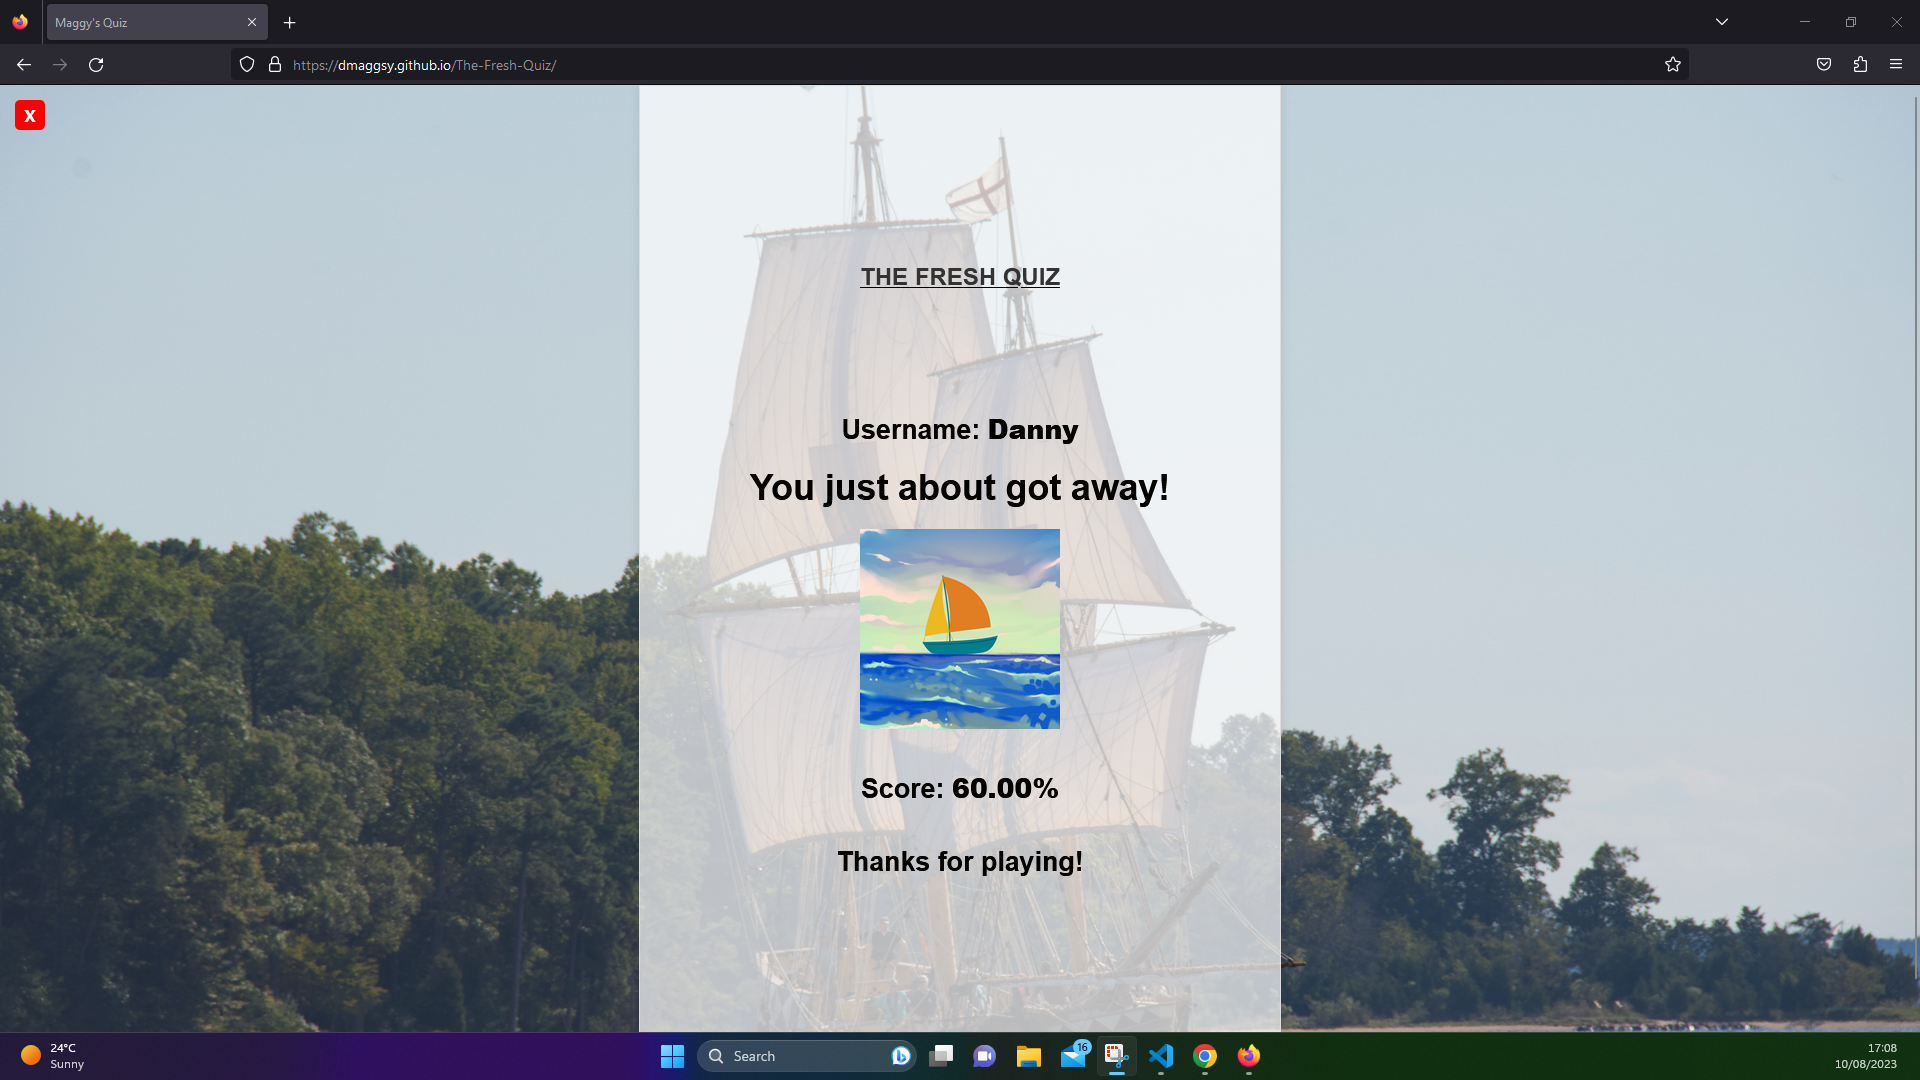 Maggy's Quiz
https://dmaggsy.github.io/The-Fresh-Quiz/
X
THE FRESH QUIZ
Username: Danny
You just about got away!
Score: 60.00%
Thanks for playing!
24°C
Sunny
Search
16
17:08
10/08/2023